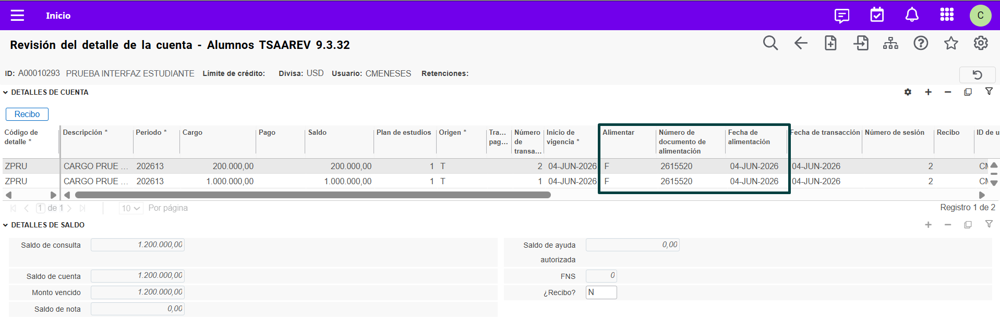 Inicio
C
Revisión del detalle de la cuenta - Alumnos TSAAREV 9.3.32
ID: A00010293 PRUEBA INTERFAZ ESTUDIANTE Límite de crédito: Divisa: USD Usuario: CMENESES Retenciones:
DETALLES DE CUENTA
Recibo
Código de detalle * Descripción * Periodo * Cargo Pago Saldo Plan de estudios Origen * Tra... pag... Número de transa... Inicio de vigencia * Alimentar Número de documento de alimentación Fecha de alimentación Fecha de transacción Número de sesión Recibo ID de u
ZPRU CARGO PRUE ... 202613 200.000,00 200.000,00 1 T 2 04-JUN-2026 F 2615520 04-JUN-2026 04-JUN-2026 2
ZPRU CARGO PRUE ... 202613 1.000.000,00 1.000.000,00 1 T 1 04-JUN-2026 F 2615520 04-JUN-2026 04-JUN-2026 2
1 de 1 10 Por página Registro 1 de 2
DETALLES DE SALDO
Saldo de consulta 1.200.000,00 Saldo de ayuda autorizada 0,00
Saldo de cuenta 1.200.000,00 FNS 0
Monto vencido 1.200.000,00 ¿Recibo? N
Saldo de nota 0,00